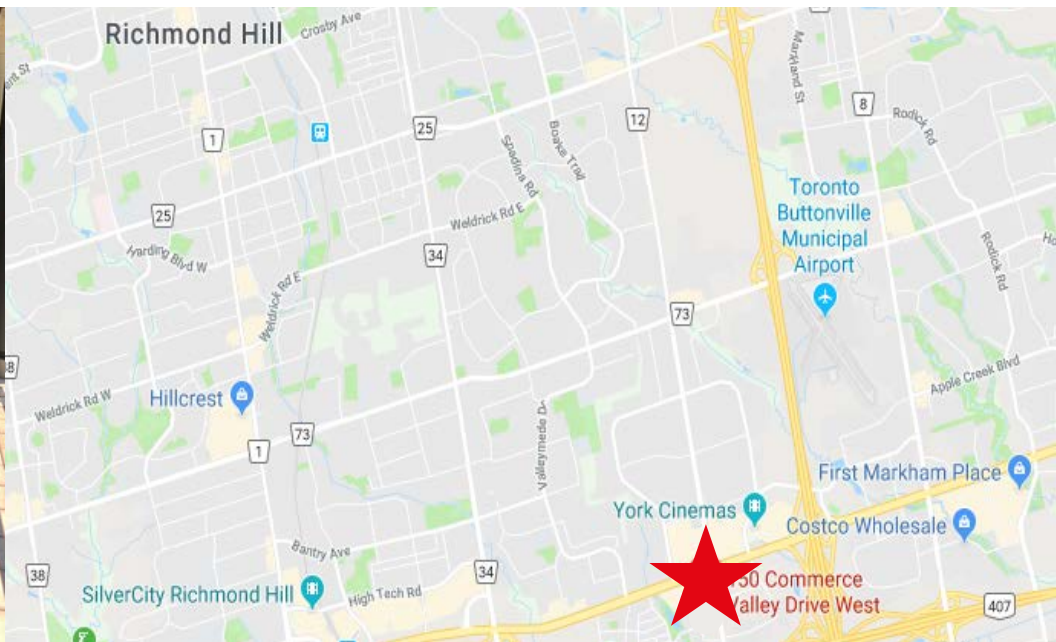 Richmond Hill
Crosby Ave
1
25
12
8
Markland St
Rodick Rd
Spadina Rd
Boake Trail
Toronto
Buttonville
Municipal
Airport
25
Weldrick Rd E
34
Blvd W
Weldrick Rd E
Rodick Rd
73
Hillcrest
Weldrick Rd W
Apple Creek Blvd
73
1
Valleymede Dr
First Markham Place
York Cinemas
Costco Wholesale
Bantry Ave
38
34
SilverCity Richmond Hill
High Tech Rd
50 Commerce
Valley Drive West
407